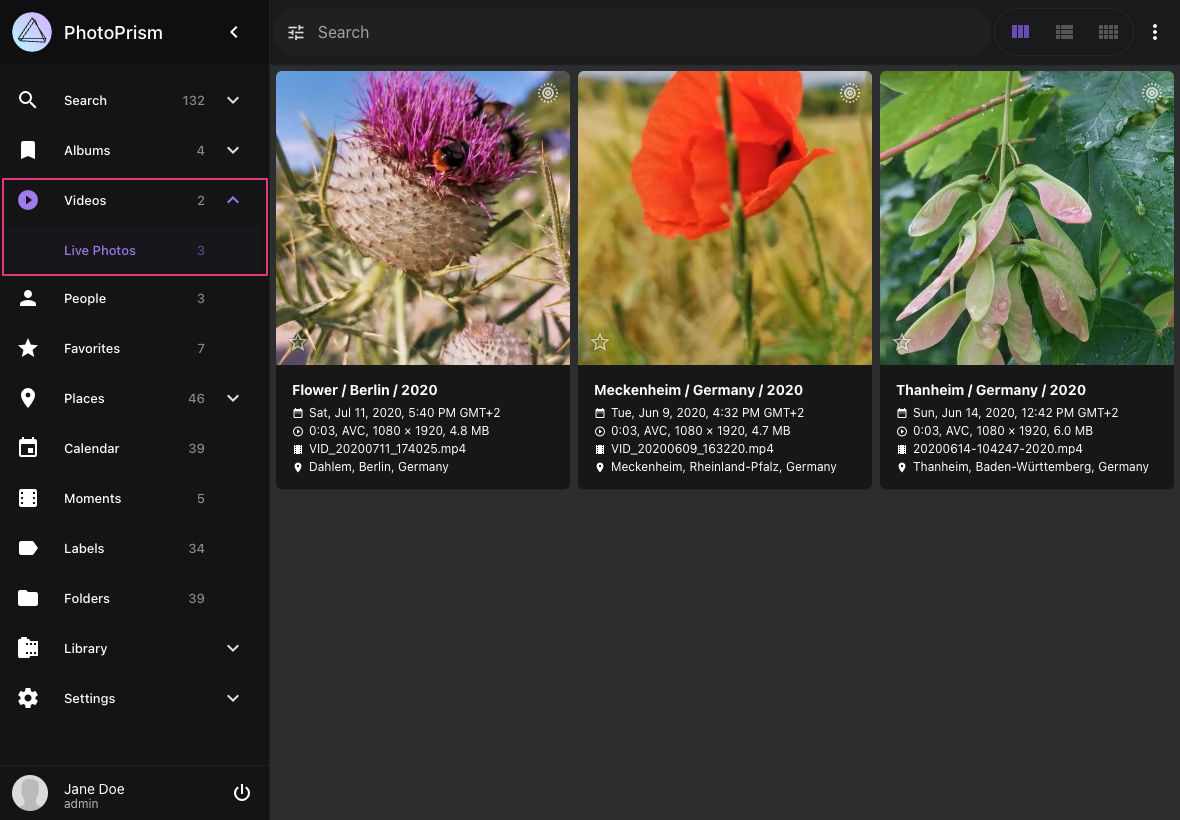 PhotoPrism
Search
Search 132
Albums 4
Videos 2
Live Photos 3
People 3
Favorites 7
Places 46
Calendar 39
Moments 5
Labels 34
Folders 39
Library
Settings
Jane Doe
admin
Flower / Berlin / 2020
Sat, Jul 11, 2020, 5:40 PM GMT+2
0:03, AVC, 1080 × 1920, 4.8 MB
VID_20200711_174025.mp4
Dahlem, Berlin, Germany
Meckenheim / Germany / 2020
Tue, Jun 9, 2020, 4:32 PM GMT+2
0:03, AVC, 1080 × 1920, 4.7 MB
VID_20200609_163220.mp4
Meckenheim, Rheinland-Pfalz, Germany
Thanheim / Germany / 2020
Sun, Jun 14, 2020, 12:42 PM GMT+2
0:03, AVC, 1080 × 1920, 6.0 MB
20200614-104247-2020.mp4
Thanheim, Baden-Württemberg, Germany